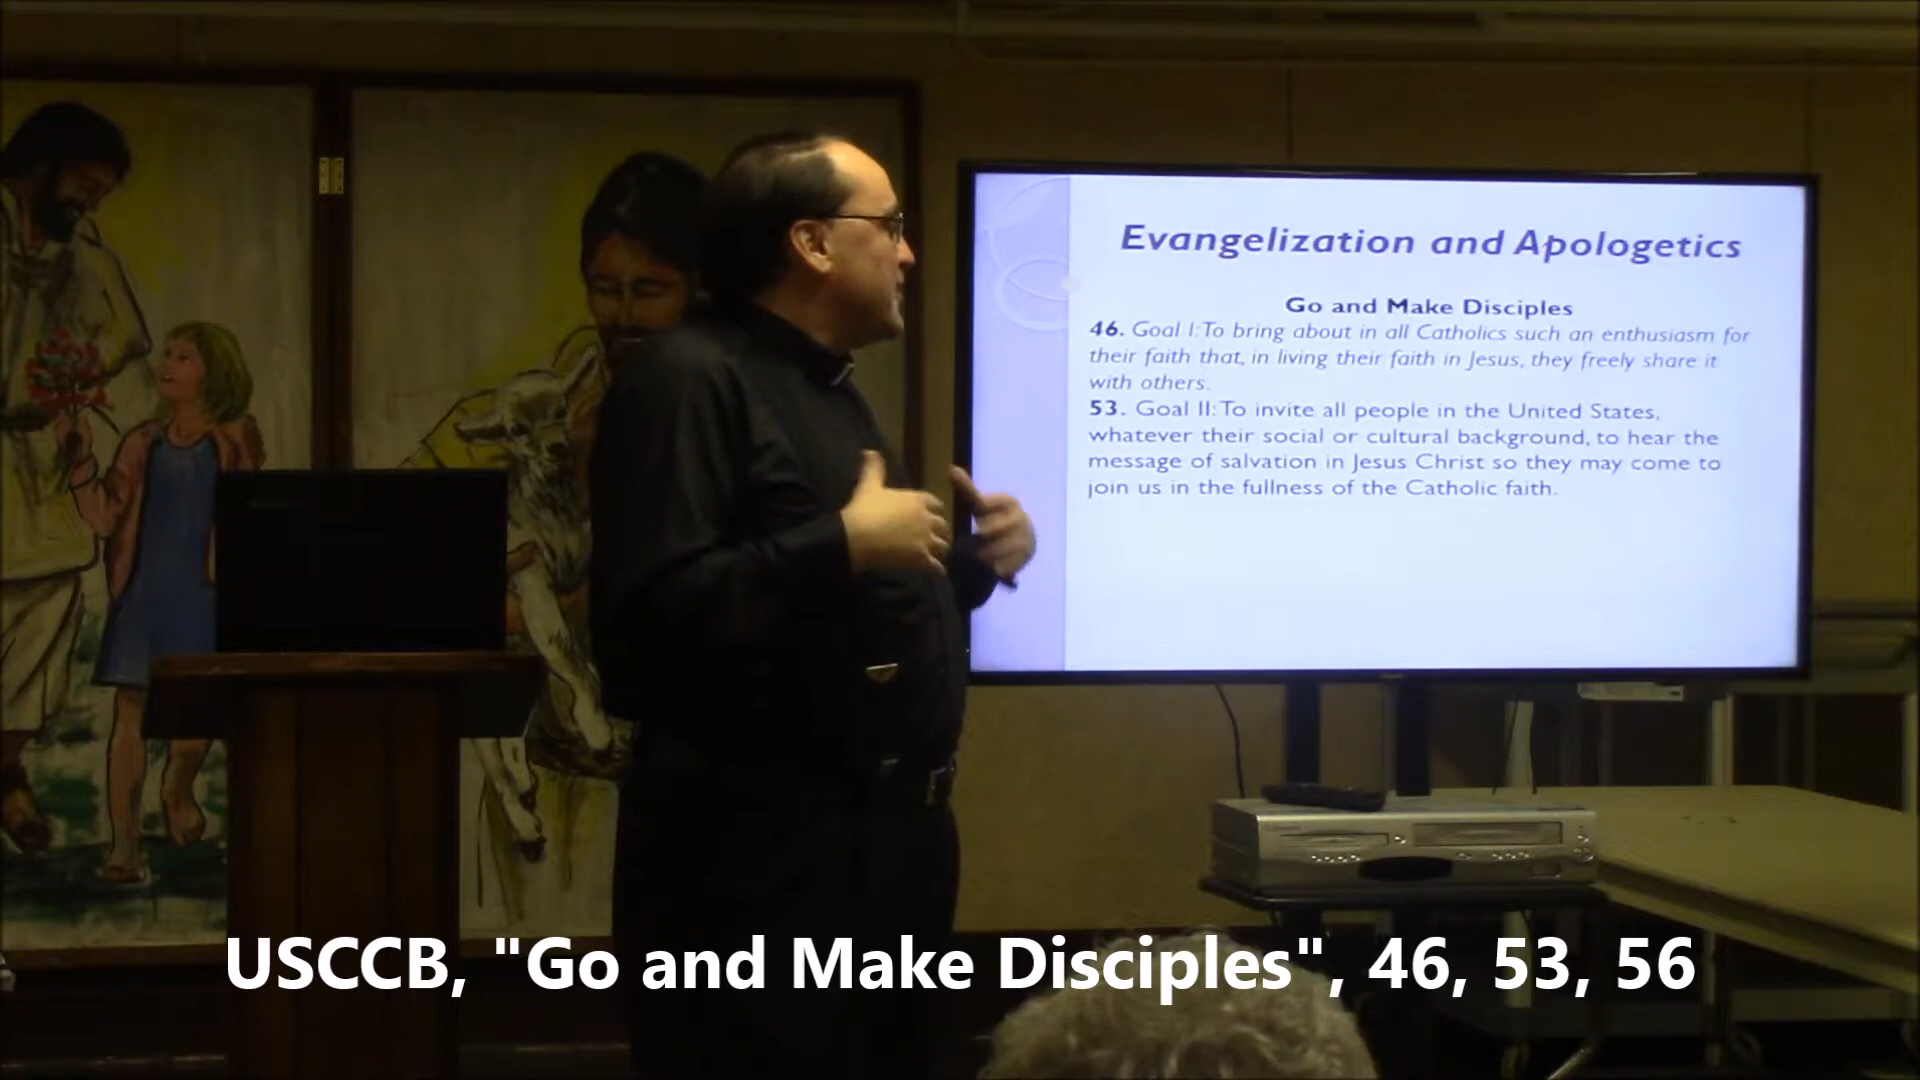 Evangelization and Apologetics
Go and Make Disciples
46. Goal I: To bring about in all Catholics such an enthusiasm for
their faith that, in living their faith in Jesus, they freely share it
with others.
53. Goal II: To invite all people in the United States,
whatever their social or cultural background, to hear the
message of salvation in Jesus Christ so they may come to
join us in the fullness of the Catholic faith.
USCCB, "Go and Make Disciples", 46, 53, 56